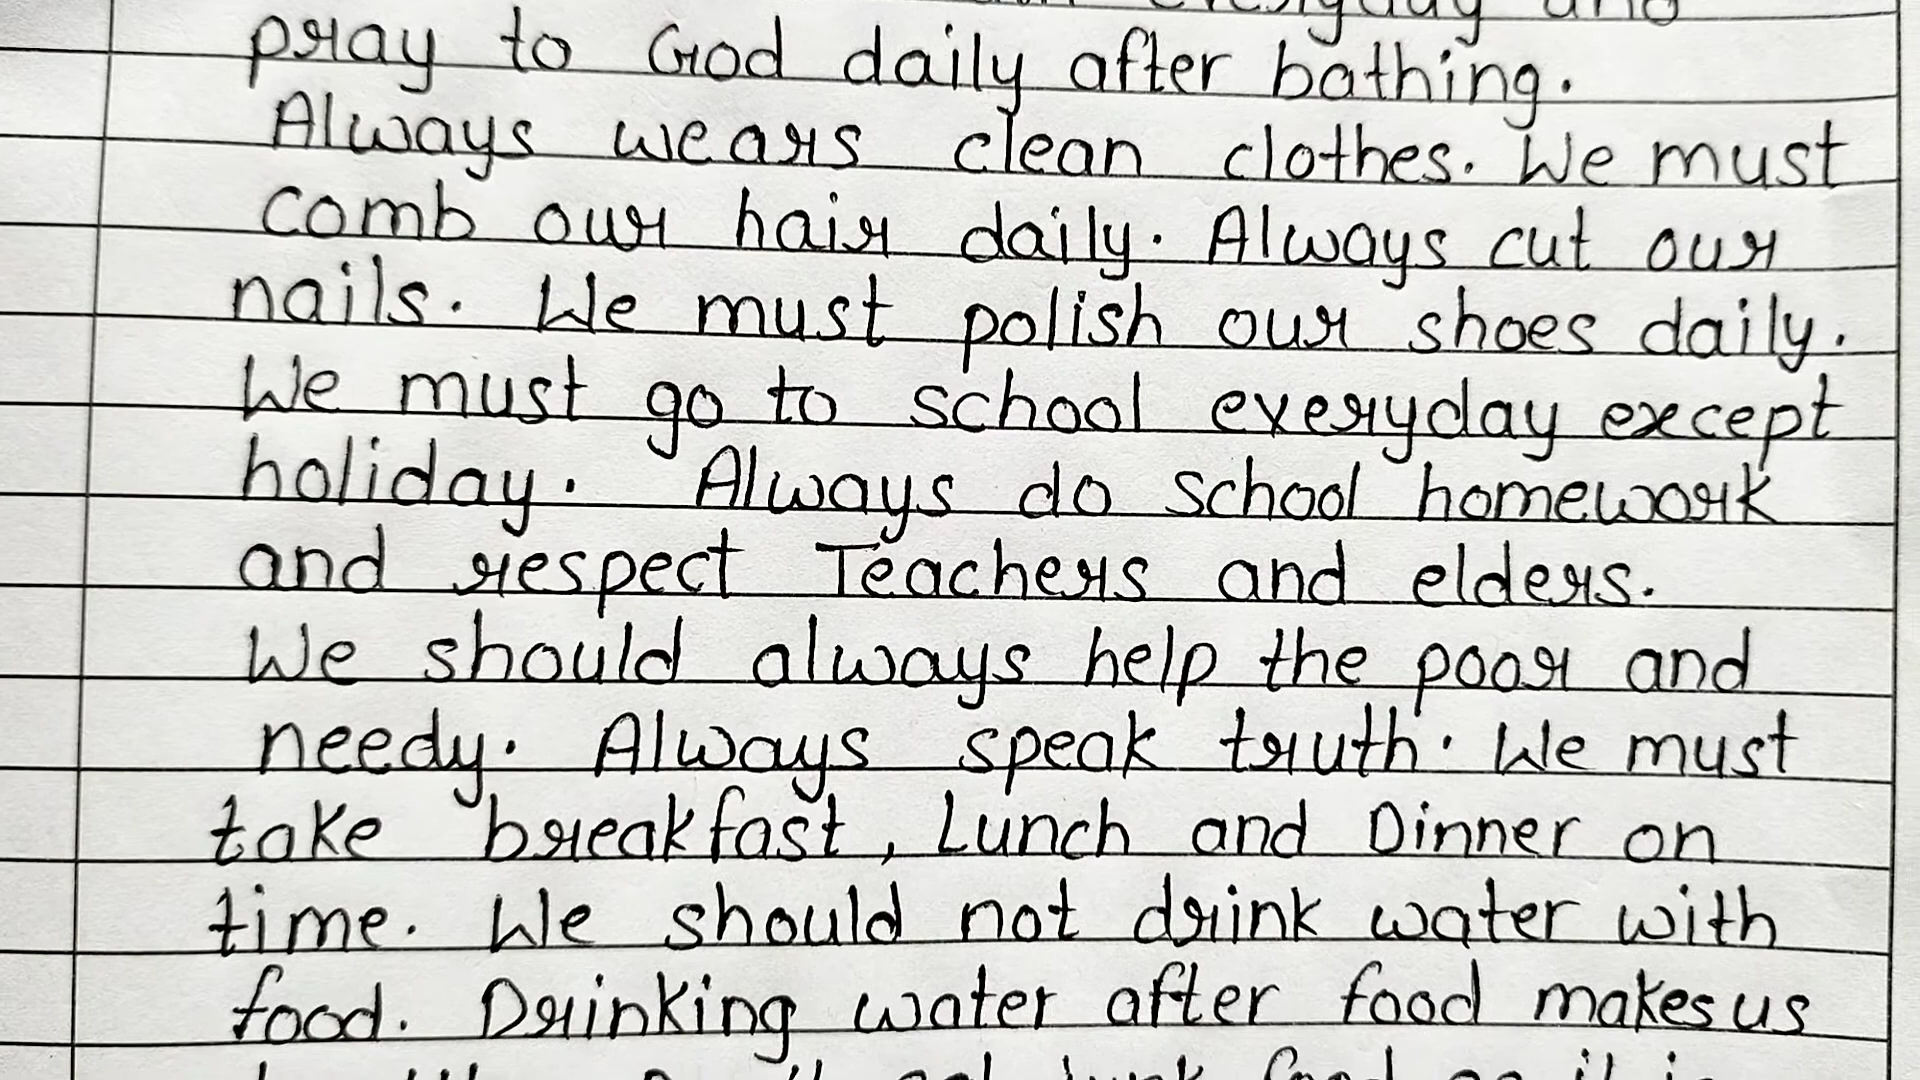 everyday and
pray to God daily after bathing.
Always wears clean clothes. We must
comb our hair daily. Always cut our
nails. We must polish our shoes daily.
We must go to school everyday except
holiday. Always do school homework
and respect Teachers and elders.
We should always help the poor and
needy. Always speak truth. We must
take breakfast, Lunch and Dinner on
time. We should not drink water with
food. Drinking water after food makes us